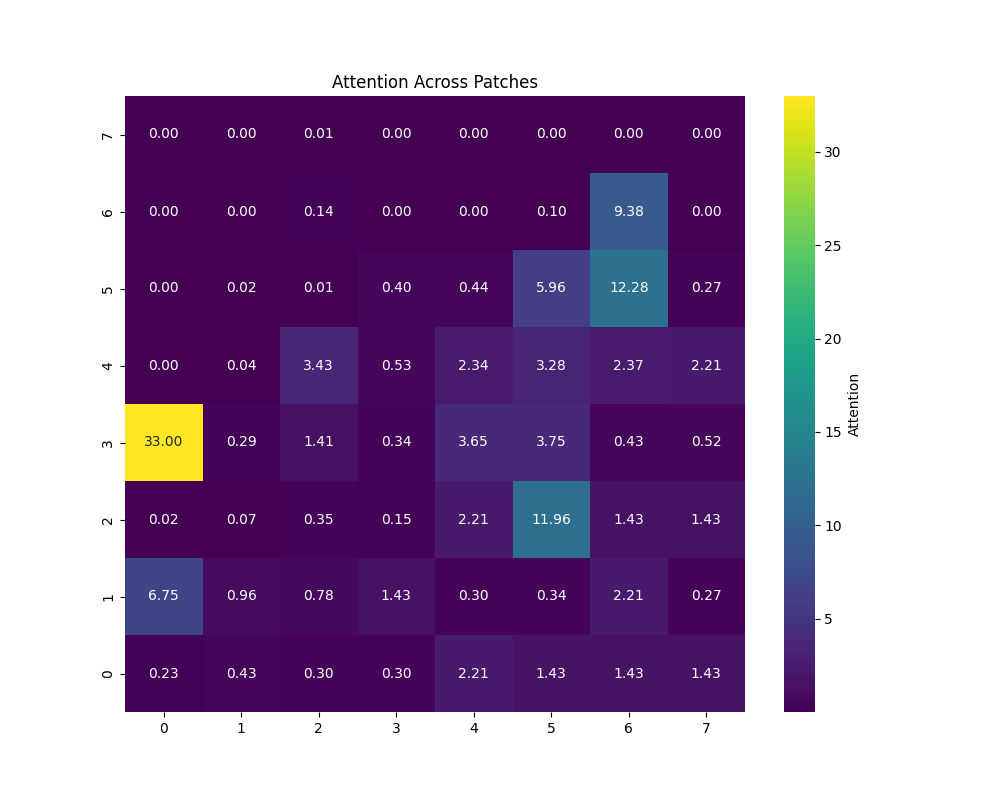 Attention Across Patches
7 0.00 0.00 0.01 0.00 0.00 0.00 0.00 0.00
6 0.00 0.00 0.14 0.00 0.00 0.10 9.38 0.00
5 0.00 0.02 0.01 0.40 0.44 5.96 12.28 0.27
4 0.00 0.04 3.43 0.53 2.34 3.28 2.37 2.21
3 33.00 0.29 1.41 0.34 3.65 3.75 0.43 0.52
2 0.02 0.07 0.35 0.15 2.21 11.96 1.43 1.43
1 6.75 0.96 0.78 1.43 0.30 0.34 2.21 0.27
0 0.23 0.43 0.30 0.30 2.21 1.43 1.43 1.43
0 1 2 3 4 5 6 7
30
25
20
15
10
5
Attention